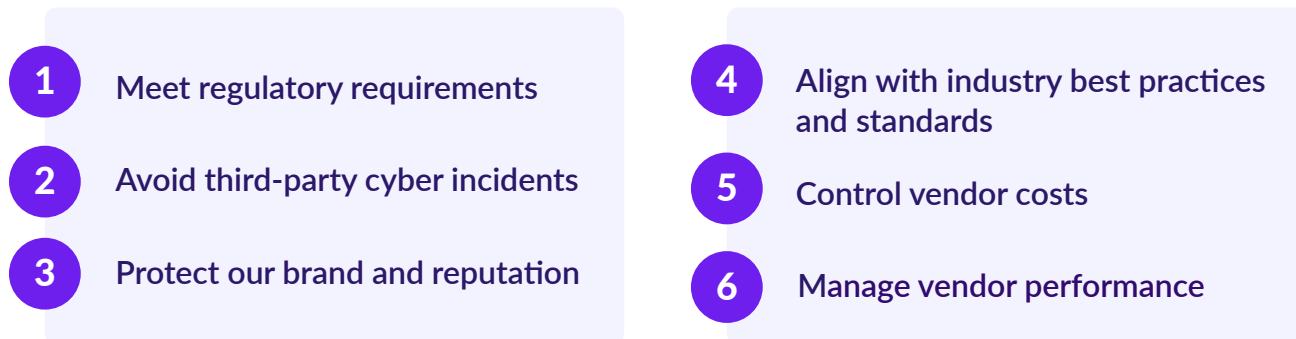 1 Meet regulatory requirements
2 Avoid third-party cyber incidents
3 Protect our brand and reputation
4 Align with industry best practices
and standards
5 Control vendor costs
6 Manage vendor performance